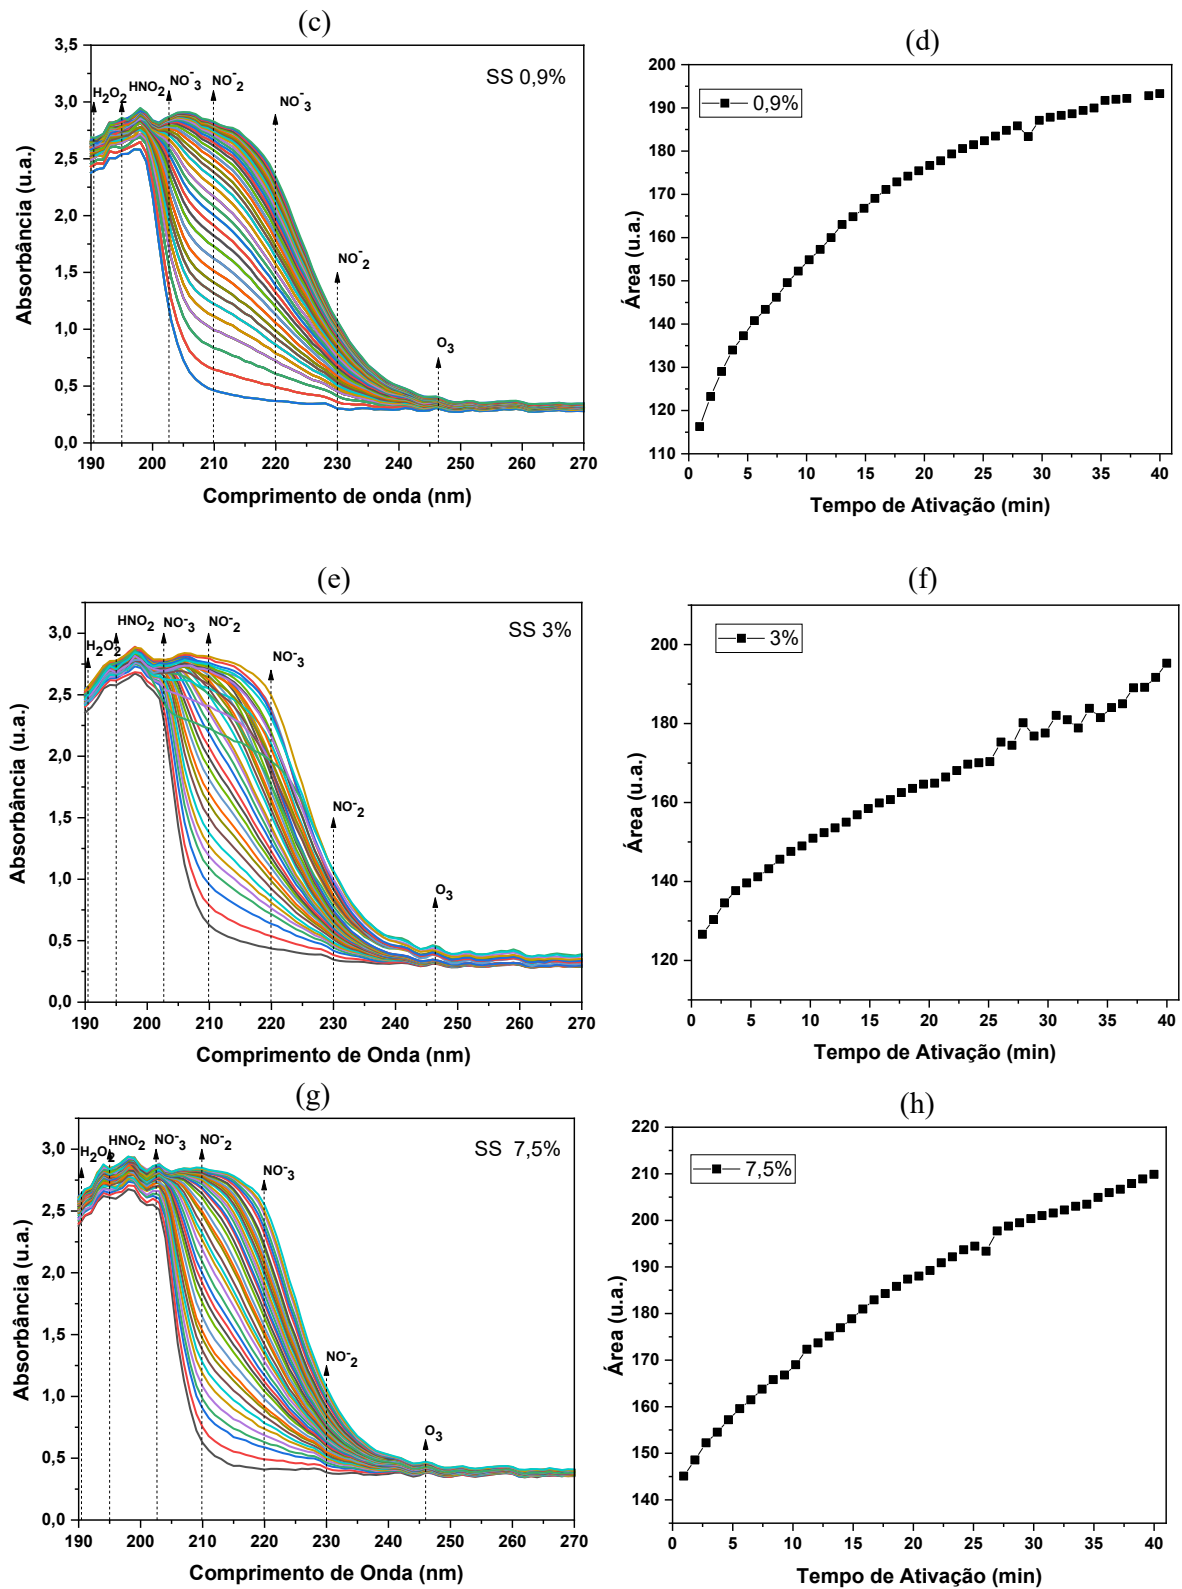 (c)
3,5
3,0
2,5
2,0
1,5
1,0
0,5
0,0
Absorbância (u.a.)
H2O2
HNO2
NO-3
NO-2
NO-3
NO-2
O3
SS 0,9%
190 200 210 220 230 240 250 260 270
Comprimento de onda (nm)
(d)
200
190
180
170
160
150
140
130
120
110
Área (u.a.)
0,9%
0 5 10 15 20 25 30 35 40
Tempo de Ativação (min)
(e)
3,0
2,5
2,0
1,5
1,0
0,5
0,0
Absorbância (u.a.)
H2O2
HNO2
NO-3
NO-2
NO-3
NO-2
O3
SS 3%
190 200 210 220 230 240 250 260 270
Comprimento de Onda (nm)
(f)
200
180
160
140
120
Área (u.a.)
3%
0 5 10 15 20 25 30 35 40
Tempo de Ativação (min)
(g)
3,0
2,5
2,0
1,5
1,0
0,5
0,0
Absorbância (u.a.)
H2O2
HNO2
NO-3
NO-2
NO-3
NO-2
O3
SS 7,5%
190 200 210 220 230 240 250 260 270
Comprimento de Onda (nm)
(h)
220
210
200
190
180
170
160
150
140
Área (u.a.)
7,5%
0 5 10 15 20 25 30 35 40
Tempo de Ativação (min)